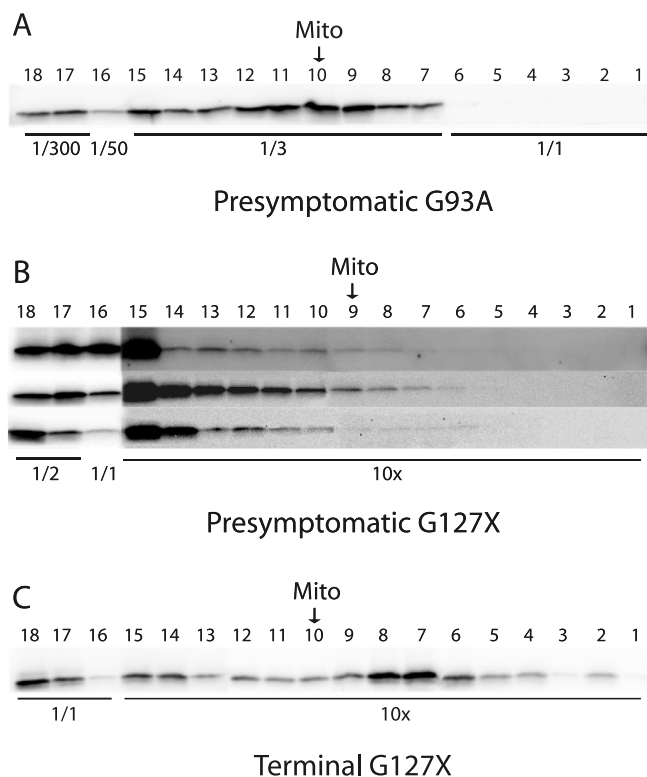 A
Mito
18 17 16 15 14 13 12 11 10 9 8 7 6 5 4 3 2 1
1/300 1/50 1/3 1/1
Presymptomatic G93A
B
Mito
18 17 16 15 14 13 12 11 10 9 8 7 6 5 4 3 2 1
1/2 1/1 10x
Presymptomatic G127X
C
Mito
18 17 16 15 14 13 12 11 10 9 8 7 6 5 4 3 2 1
1/1 10x
Terminal G127X